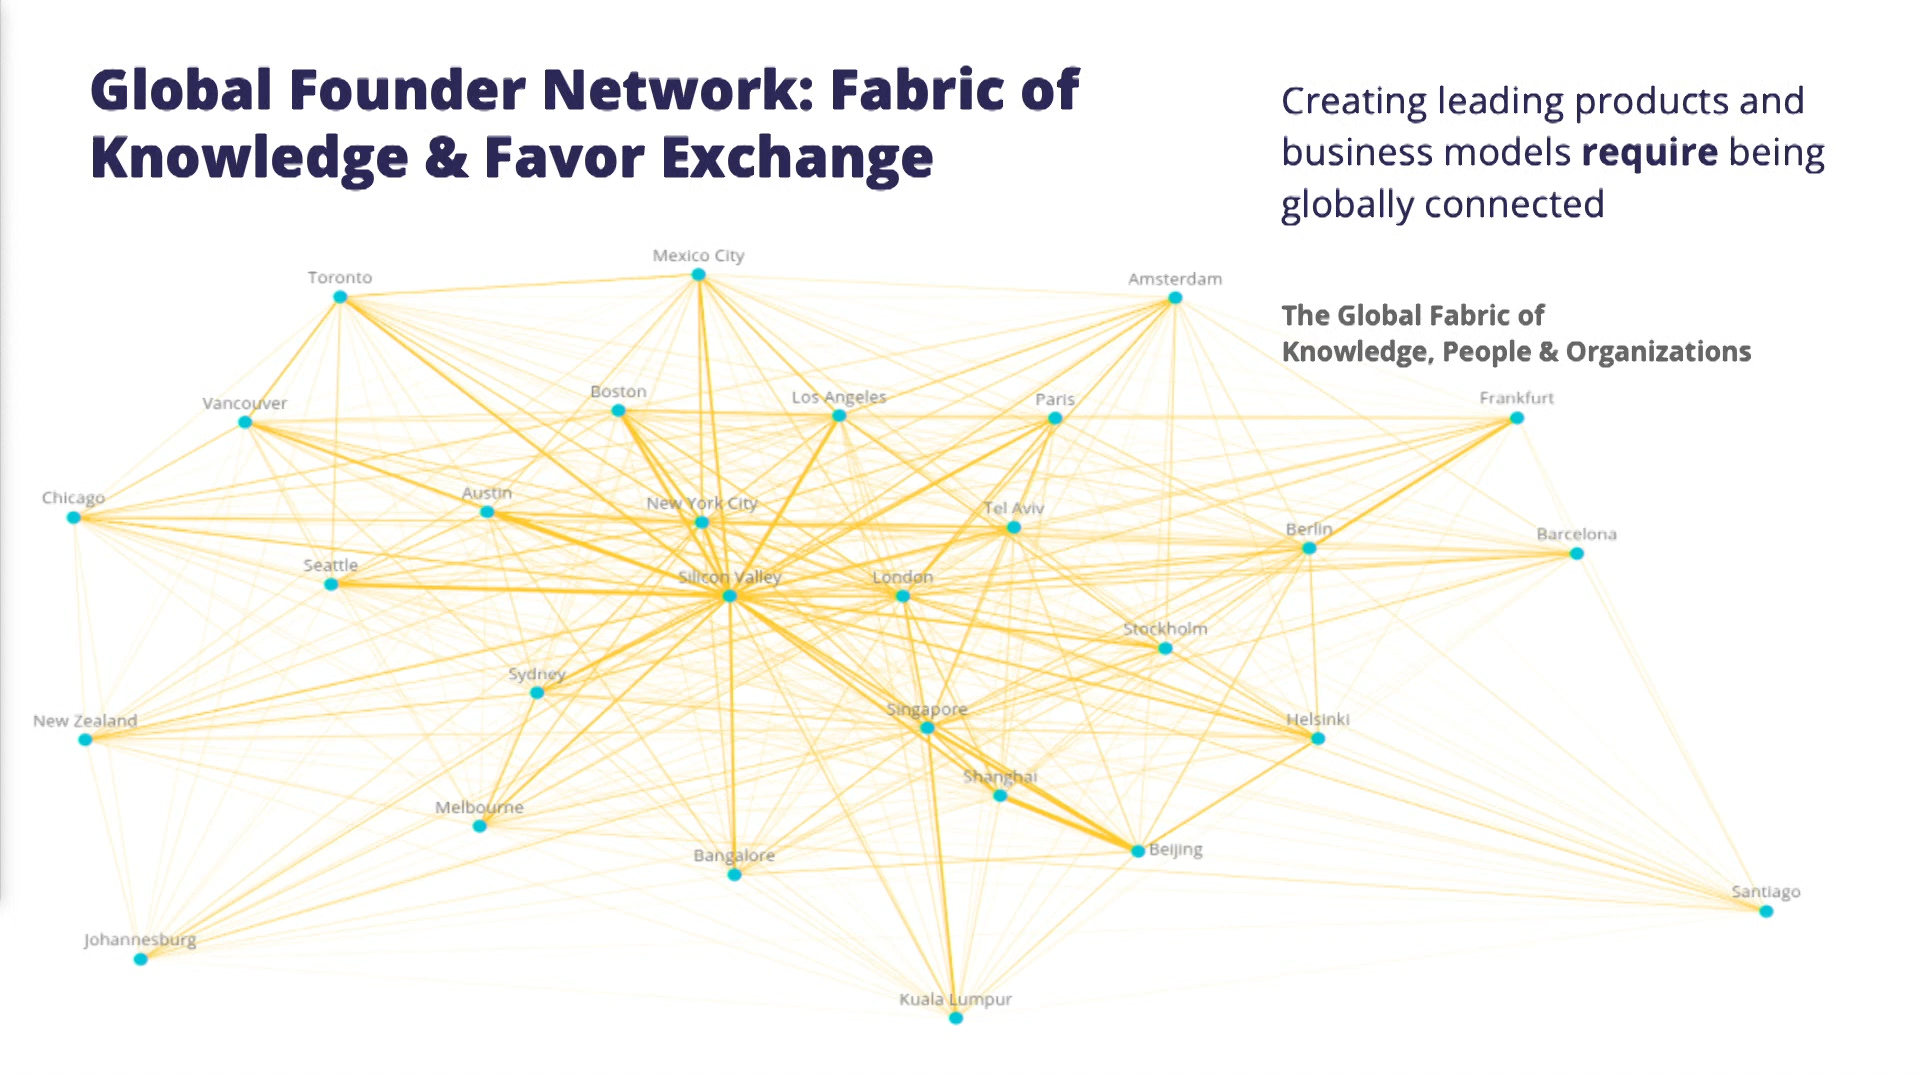 Global Founder Network: Fabric of
Knowledge & Favor Exchange
Creating leading products and
business models require being
globally connected
The Global Fabric of
Knowledge, People & Organizations
Mexico City
Toronto
Amsterdam
Boston
Los Angeles
Paris
Frankfurt
Vancouver
Chicago
Austin
New York City
Tel Aviv
Berlin
Barcelona
Seattle
Silicon Valley
London
Stockholm
Sydney
Singapore
Helsinki
New Zealand
Shanghai
Melbourne
Bangalore
Beijing
Santiago
Johannesburg
Kuala Lumpur